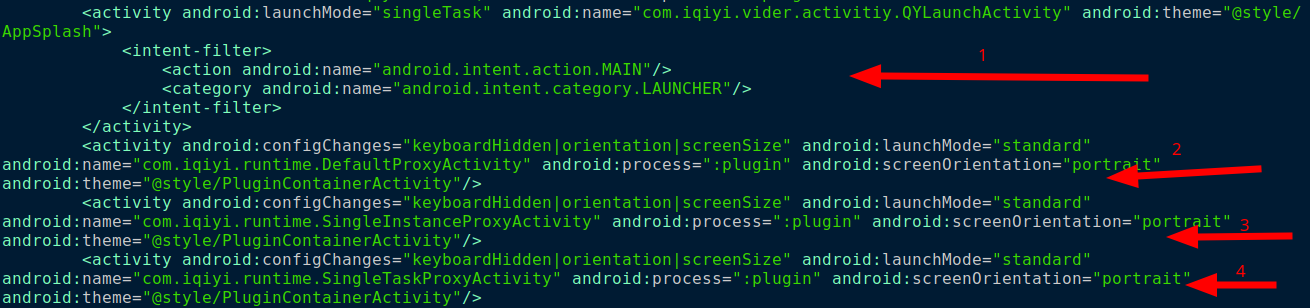 <activity android:launchMode="singleTask" android:name="com.iqiyi.vider.activitiy.QYLaunchActivity" android:theme="@style/
AppSplash">
<intent-filter>
<action android:name="android.intent.action.MAIN"/>
<category android:name="android.intent.category.LAUNCHER"/>
</intent-filter>
</activity>
<activity android:configChanges="keyboardHidden|orientation|screenSize" android:launchMode="standard"
android:name="com.iqiyi.runtime.DefaultProxyActivity" android:process=":plugin" android:screenOrientation="portrait"
android:theme="@style/PluginContainerActivity"/>
<activity android:configChanges="keyboardHidden|orientation|screenSize" android:launchMode="standard"
android:name="com.iqiyi.runtime.SingleInstanceProxyActivity" android:process=":plugin" android:screenOrientation="portrait"
android:theme="@style/PluginContainerActivity"/>
<activity android:configChanges="keyboardHidden|orientation|screenSize" android:launchMode="standard"
android:name="com.iqiyi.runtime.SingleTaskProxyActivity" android:process=":plugin" android:screenOrientation="portrait"
android:theme="@style/PluginContainerActivity"/>
1
2
3
4